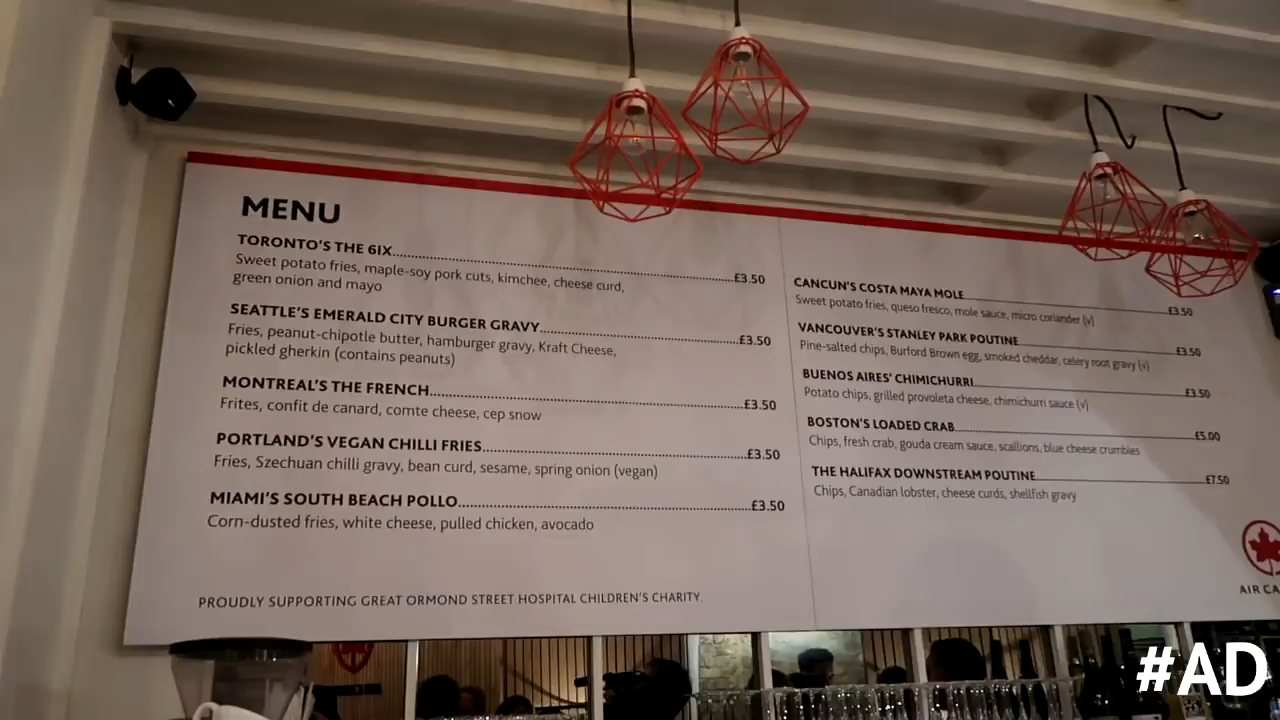 MENU
TORONTO'S THE 6IX £3.50
Sweet potato fries, maple-soy pork cuts, kimchee, cheese curd,
green onion and mayo
SEATTLE'S EMERALD CITY BURGER GRAVY £3.50
Fries, peanut-chipotle butter, hamburger gravy, Kraft Cheese,
pickled gherkin (contains peanuts)
MONTREAL'S THE FRENCH £3.50
Frites, confit de canard, comte cheese, cep snow
PORTLAND'S VEGAN CHILLI FRIES £3.50
Fries, Szechuan chilli gravy, bean curd, sesame, spring onion (vegan)
MIAMI'S SOUTH BEACH POLLO £3.50
Corn-dusted fries, white cheese, pulled chicken, avocado
PROUDLY SUPPORTING GREAT ORMOND STREET HOSPITAL CHILDREN'S CHARITY.
CANCUN'S COSTA MAYA MOLE £3.50
Sweet potato fries, queso fresco, mole sauce, micro coriander (v)
VANCOUVER'S STANLEY PARK POUTINE £3.50
Pine-salted chips, Burford Brown egg, smoked cheddar, celery root gravy (v)
BUENOS AIRES' CHIMICHURRI £3.50
Potato chips, grilled provoleta cheese, chimichurri sauce (v)
BOSTON'S LOADED CRAB £5.00
Chips, fresh crab, gouda cream sauce, scallions, blue cheese crumbles
THE HALIFAX DOWNSTREAM POUTINE £7.50
Chips, Canadian lobster, cheese curds, shellfish gravy
AIR CA
#AD